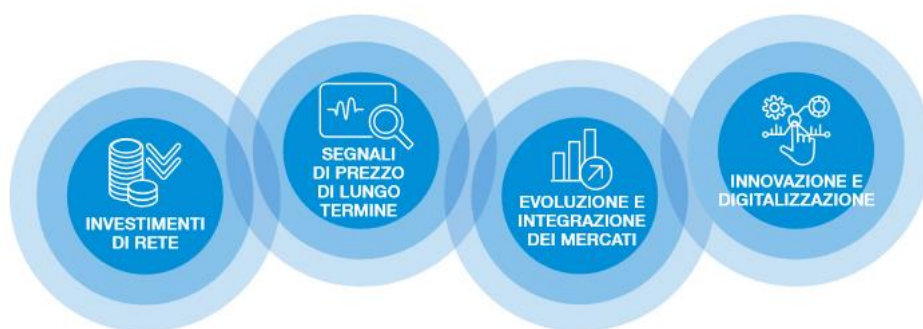 INVESTIMENTI
DI RETE
SEGNALI
DI PREZZO
DI LUNGO
TERMINE
EVOLUZIONE E
INTEGRAZIONE
DEI MERCATI
INNOVAZIONE E
DIGITALIZZAZIONE